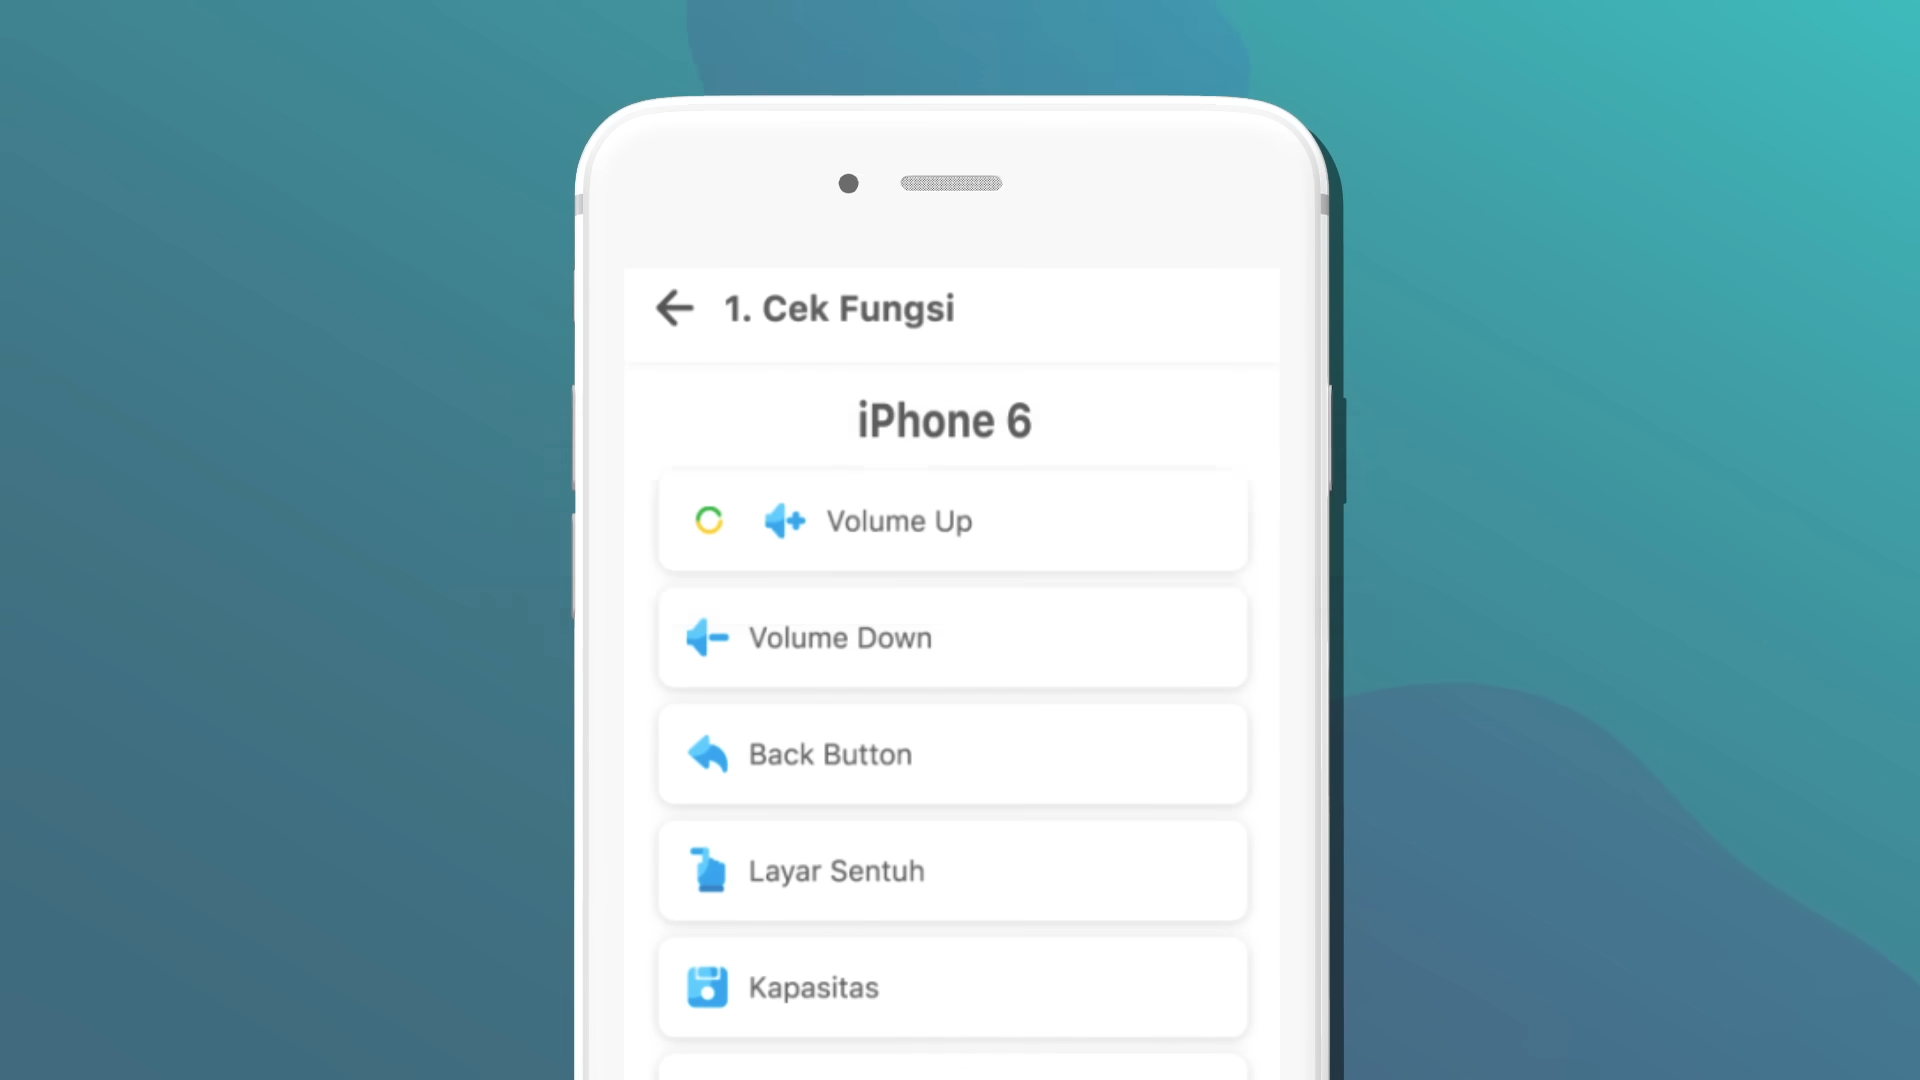 1. Cek Fungsi
iPhone 6
Volume Up
Volume Down
Back Button
Layar Sentuh
Kapasitas